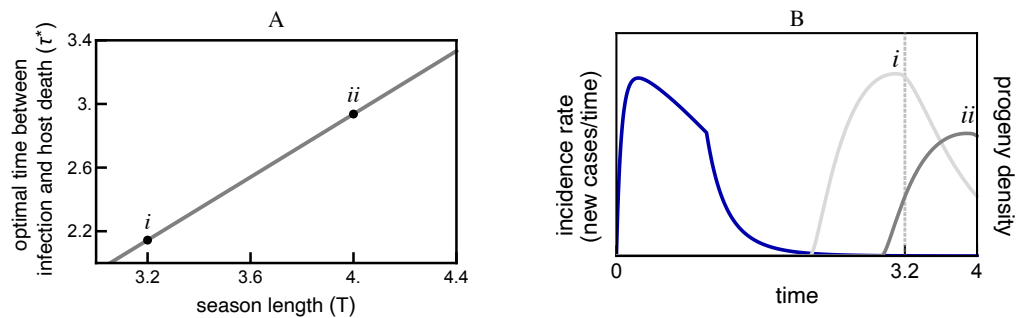 A
optimal time between
infection and host death (τ*)
3.4
3.
2.6
2.2
i
ii
3.2
3.6
4.
4.4
season length (T)
B
incidence rate
(new cases/time)
i
ii
progeny density
0
3.2
4
time